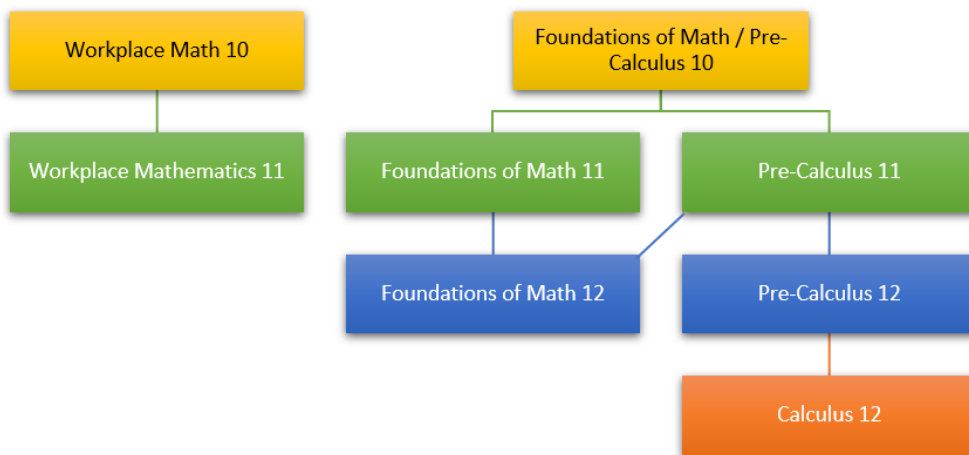 Workplace Math 10
Foundations of Math / Pre-
Calculus 10
Workplace Mathematics 11
Foundations of Math 11
Pre-Calculus 11
Foundations of Math 12
Pre-Calculus 12
Calculus 12